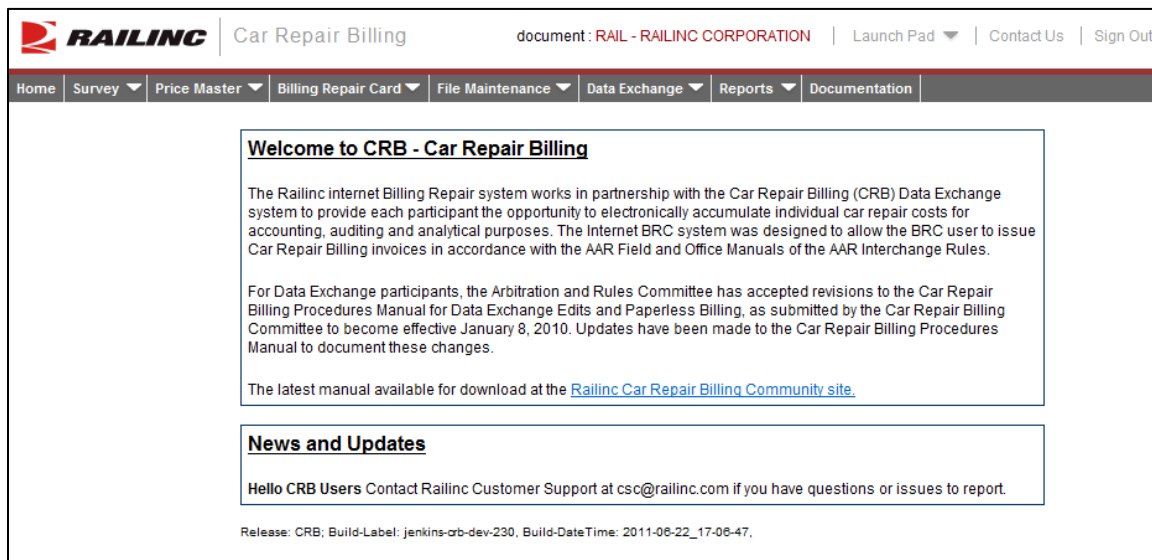 RAILINC Car Repair Billing document : RAIL - RAILINC CORPORATION | Launch Pad | Contact Us | Sign Out
Home Survey Price Master Billing Repair Card File Maintenance Data Exchange Reports Documentation
Welcome to CRB - Car Repair Billing
The Railinc internet Billing Repair system works in partnership with the Car Repair Billing (CRB) Data Exchange
system to provide each participant the opportunity to electronically accumulate individual car repair costs for
accounting, auditing and analytical purposes. The Internet BRC system was designed to allow the BRC user to issue
Car Repair Billing invoices in accordance with the AAR Field and Office Manuals of the AAR Interchange Rules.
For Data Exchange participants, the Arbitration and Rules Committee has accepted revisions to the Car Repair
Billing Procedures Manual for Data Exchange Edits and Paperless Billing, as submitted by the Car Repair Billing
Committee to become effective January 8, 2010. Updates have been made to the Car Repair Billing Procedures
Manual to document these changes.
The latest manual available for download at the Railinc Car Repair Billing Community site.
News and Updates
Hello CRB Users Contact Railinc Customer Support at csc@railinc.com if you have questions or issues to report.
Release: CRB; Build-Label: jenkins-crb-dev-230, Build-DateTime: 2011-06-22_17-06-47,